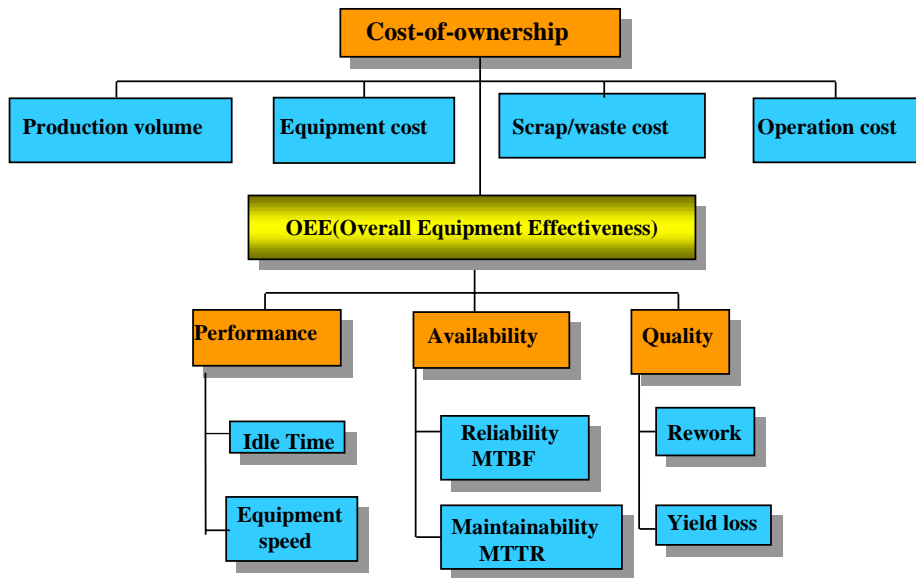 Cost-of-ownership
Production volume
Equipment cost
Scrap/waste cost
Operation cost
OEE(Overall Equipment Effectiveness)
Performance
Availability
Quality
Idle Time
Reliability
MTBF
Rework
Equipment
speed
Maintainability
MTTR
Yield loss